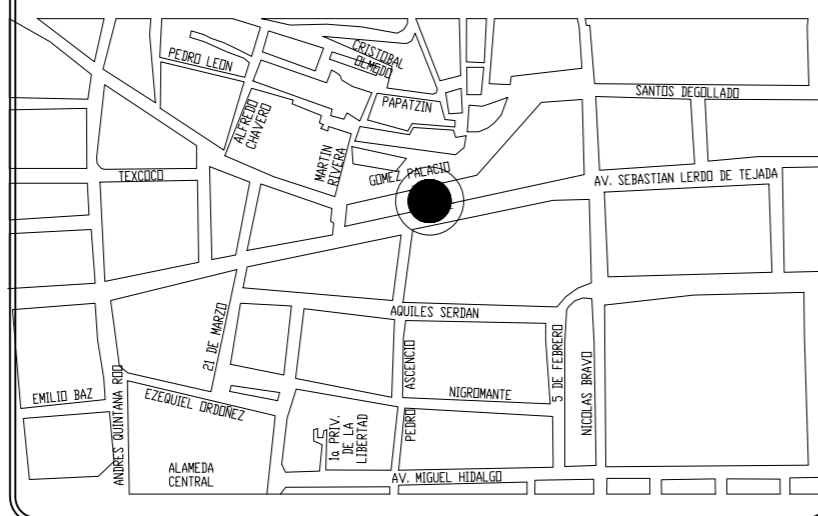 PEDRO LEON
CRISTOBAL
OLMEDO
SANTOS DEGOLLADO
PAPATZIN
ALFREDO
CHAVERO
MARTIN
RIVERA
GOMEZ PALACIO
TEXCOCO
AV. SEBASTIAN LERDO DE TEJADA
AQUILES SERDAN
21 DE MARZO
ASCENCIO
5 DE FEBRERO
NICOLAS BRAVO
EMILIO BAZ
ANDRES QUINTANA ROO
EZEQUIEL ORDOÑEZ
NIGROMANTE
PEDRO
1a PRIV.
DE LA
LIBERTAD
ALAMEDA
CENTRAL
AV. MIGUEL HIDALGO